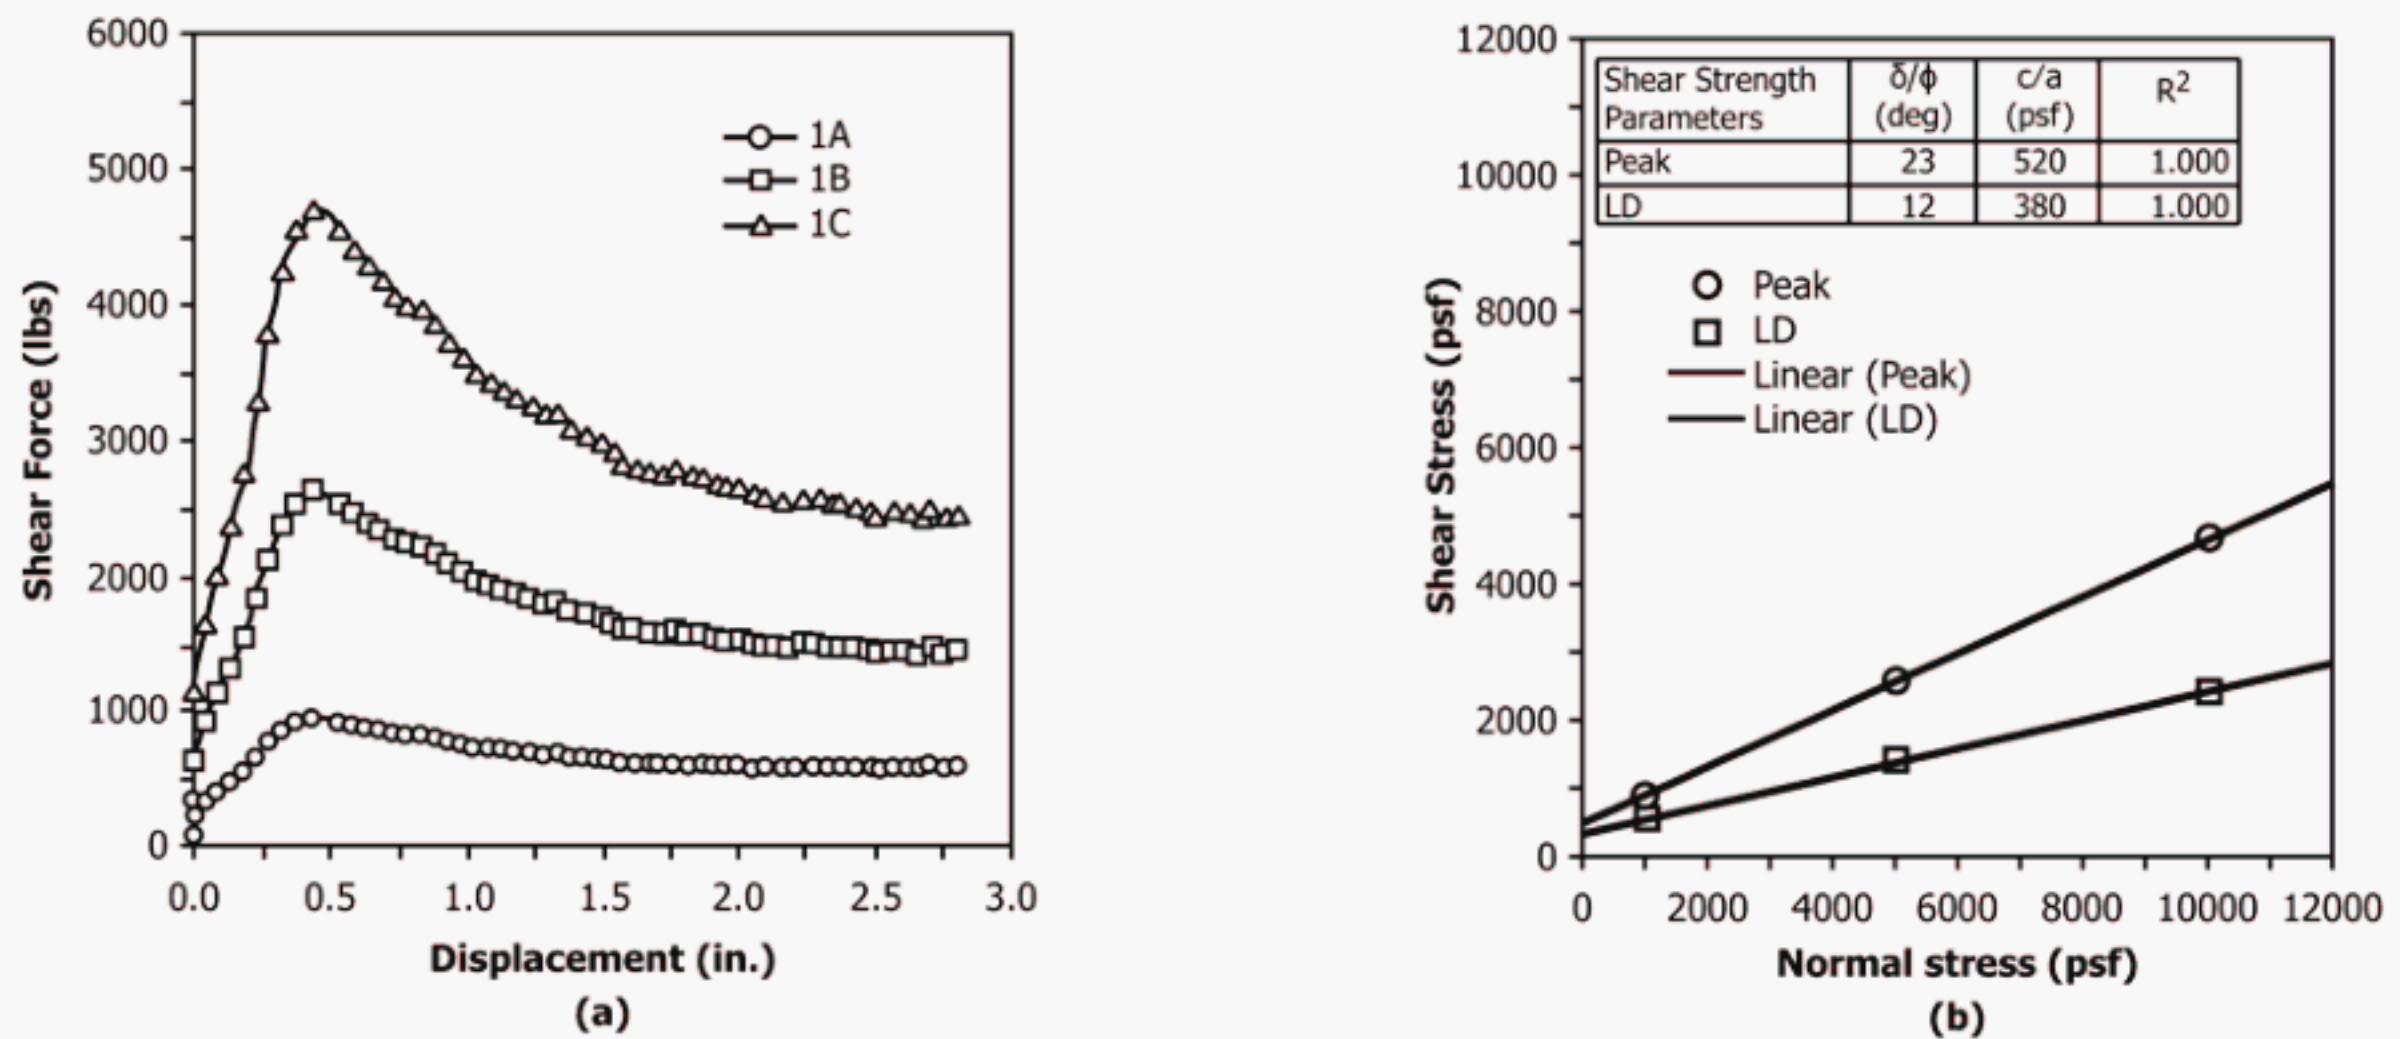 6000
5000
4000
3000
2000
1000
0
Shear Force (lbs)
1A
1B
1C
0.0 0.5 1.0 1.5 2.0 2.5 3.0
Displacement (in.)
(a)
12000
10000
8000
6000
4000
2000
0
Shear Stress (psf)
Shear Strength Parameters δ/ϕ (deg) c/a (psf) R²
Peak 23 520 1.000
LD 12 380 1.000
Peak
LD
Linear (Peak)
Linear (LD)
0 2000 4000 6000 8000 10000 12000
Normal stress (psf)
(b)